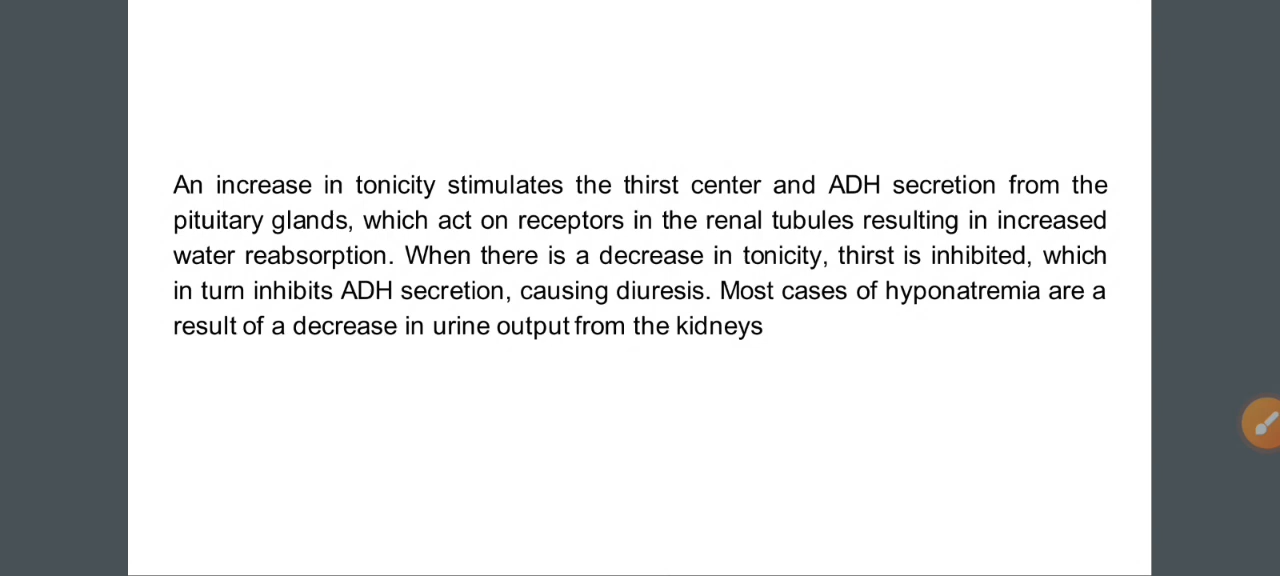 An increase in tonicity stimulates the thirst center and ADH secretion from the
pituitary glands, which act on receptors in the renal tubules resulting in increased
water reabsorption. When there is a decrease in tonicity, thirst is inhibited, which
in turn inhibits ADH secretion, causing diuresis. Most cases of hyponatremia are a
result of a decrease in urine output from the kidneys